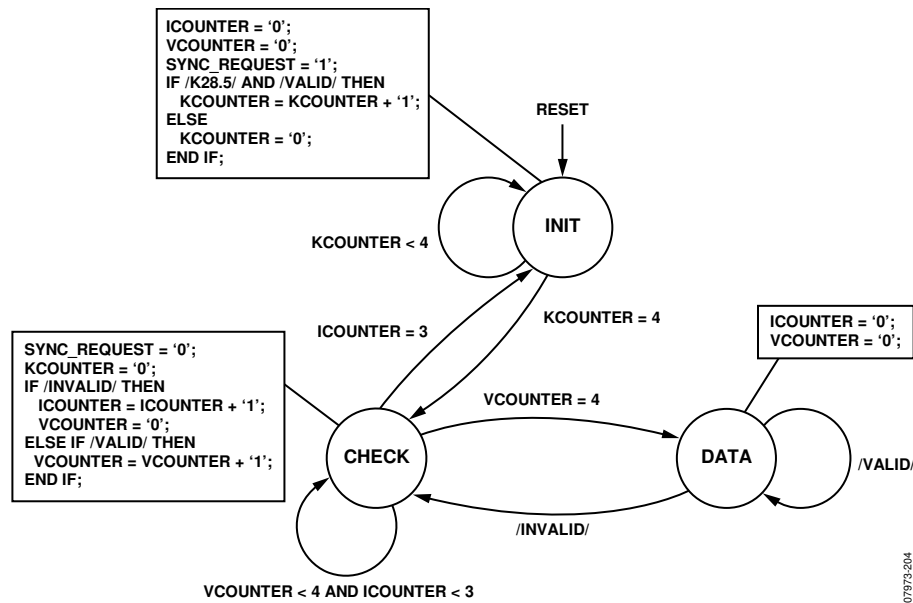 ICOUNTER = ‘0’;
VCOUNTER = ‘0’;
SYNC_REQUEST = ‘1’;
IF /K28.5/ AND /VALID/ THEN
KCOUNTER = KCOUNTER + ‘1’;
ELSE
KCOUNTER = ‘0’;
END IF;
RESET
INIT
KCOUNTER < 4
ICOUNTER = 3
KCOUNTER = 4
ICOUNTER = ‘0’;
VCOUNTER = ‘0’;
SYNC_REQUEST = ‘0’;
KCOUNTER = ‘0’;
IF /INVALID/ THEN
ICOUNTER = ICOUNTER + ‘1’;
VCOUNTER = ‘0’;
ELSE IF /VALID/ THEN
VCOUNTER = VCOUNTER + ‘1’;
END IF;
VCOUNTER = 4
CHECK
DATA
/VALID/
/INVALID/
VCOUNTER < 4 AND ICOUNTER < 3
07973-204